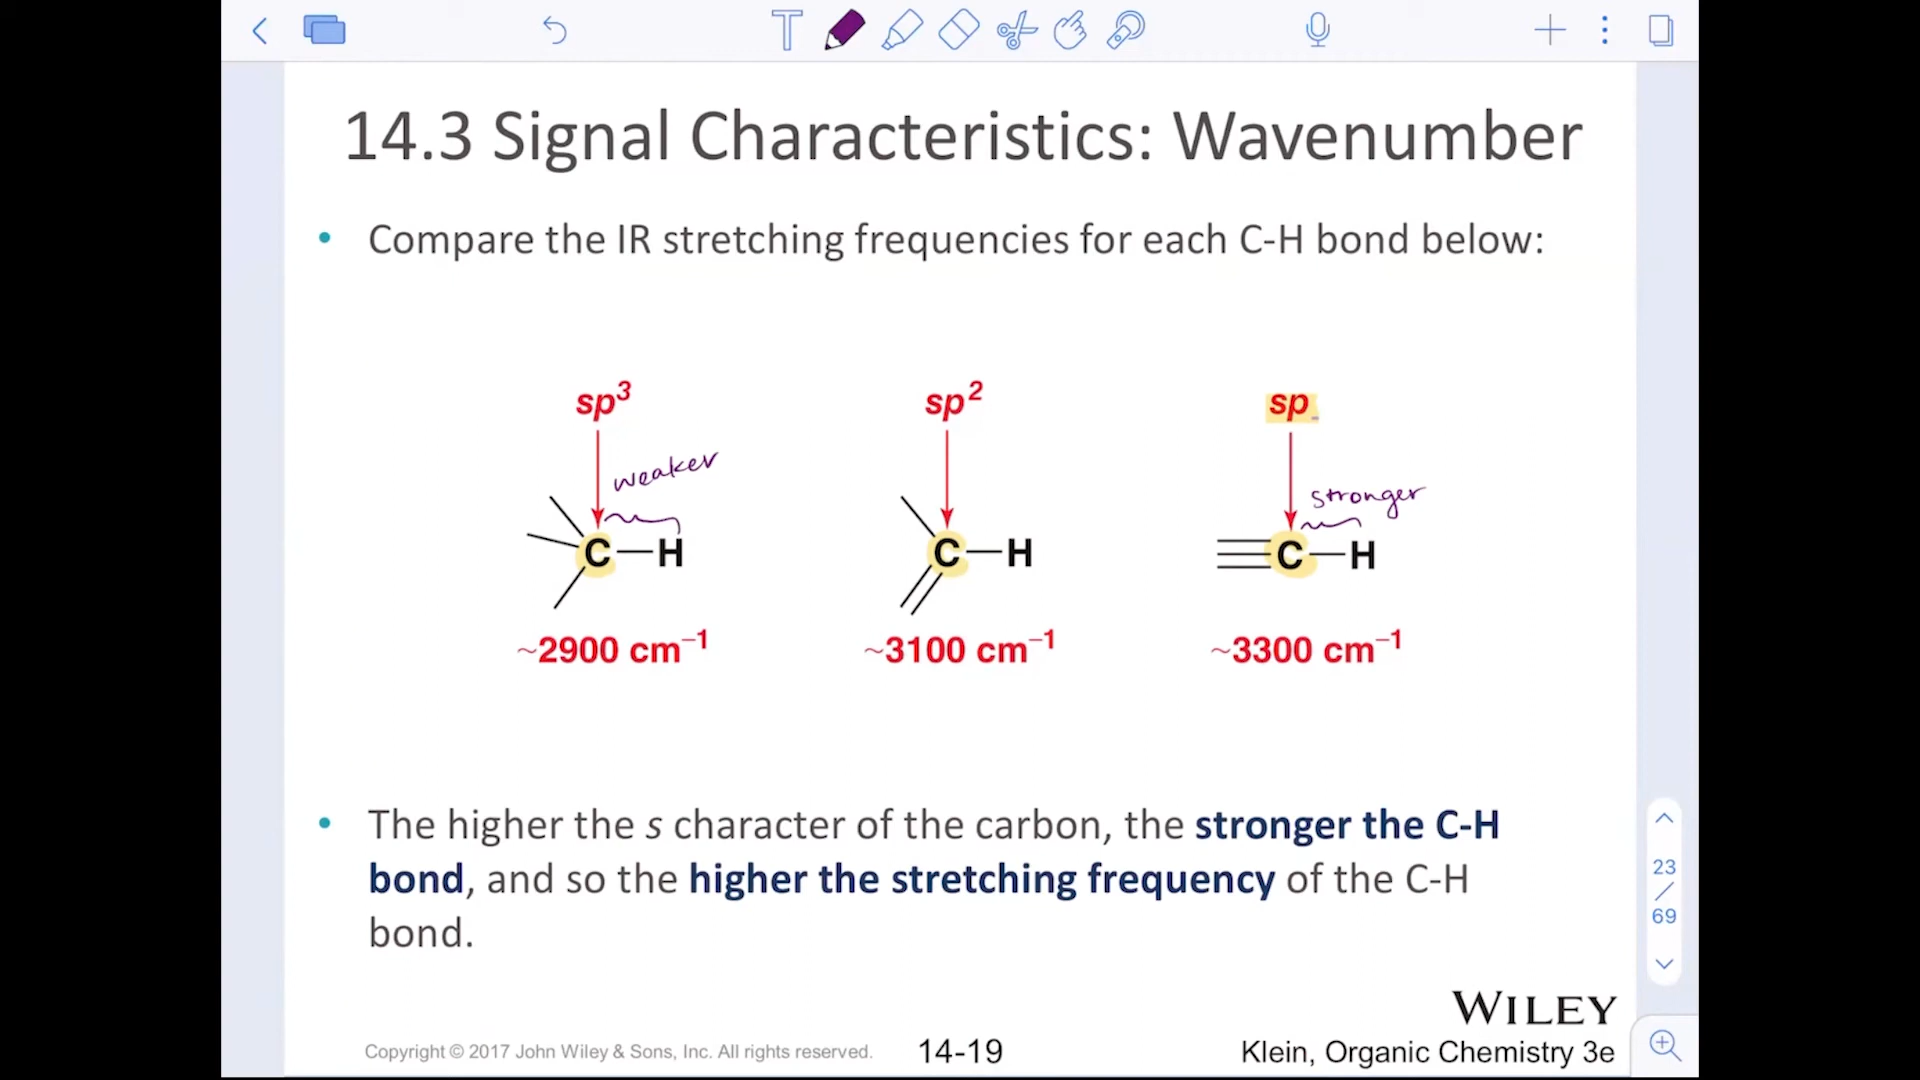 14.3 Signal Characteristics: Wavenumber
• Compare the IR stretching frequencies for each C-H bond below:
sp³ sp² sp
weaker
stronger
C—H C—H C—H
~2900 cm⁻¹ ~3100 cm⁻¹ ~3300 cm⁻¹
• The higher the s character of the carbon, the stronger the C-H
bond, and so the higher the stretching frequency of the C-H
bond.
23
/
69
WILEY
Copyright © 2017 John Wiley & Sons, Inc. All rights reserved. 14-19 Klein, Organic Chemistry 3e